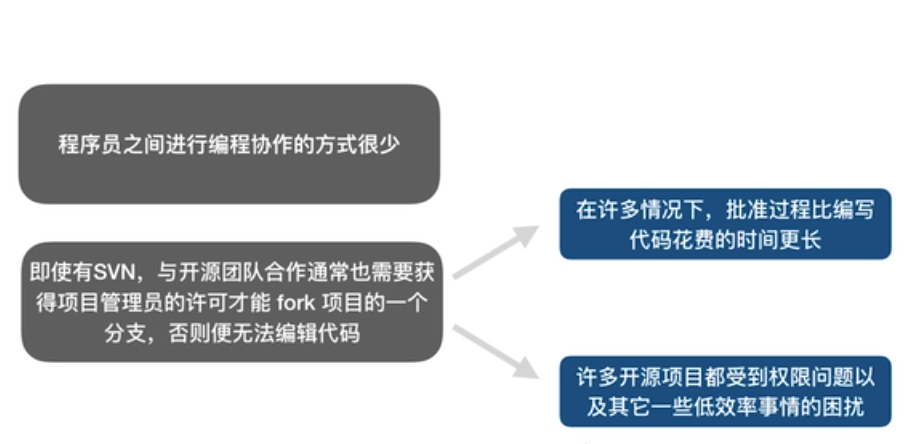 程序员之间进行编程协作的方式很少
即使有SVN，与开源团队合作通常也需要获
得项目管理员的许可才能 fork 项目的一个
分支，否则便无法编辑代码
在许多情况下，批准过程比编写
代码花费的时间更长
许多开源项目都受到权限问题以
及其它一些低效率事情的困扰